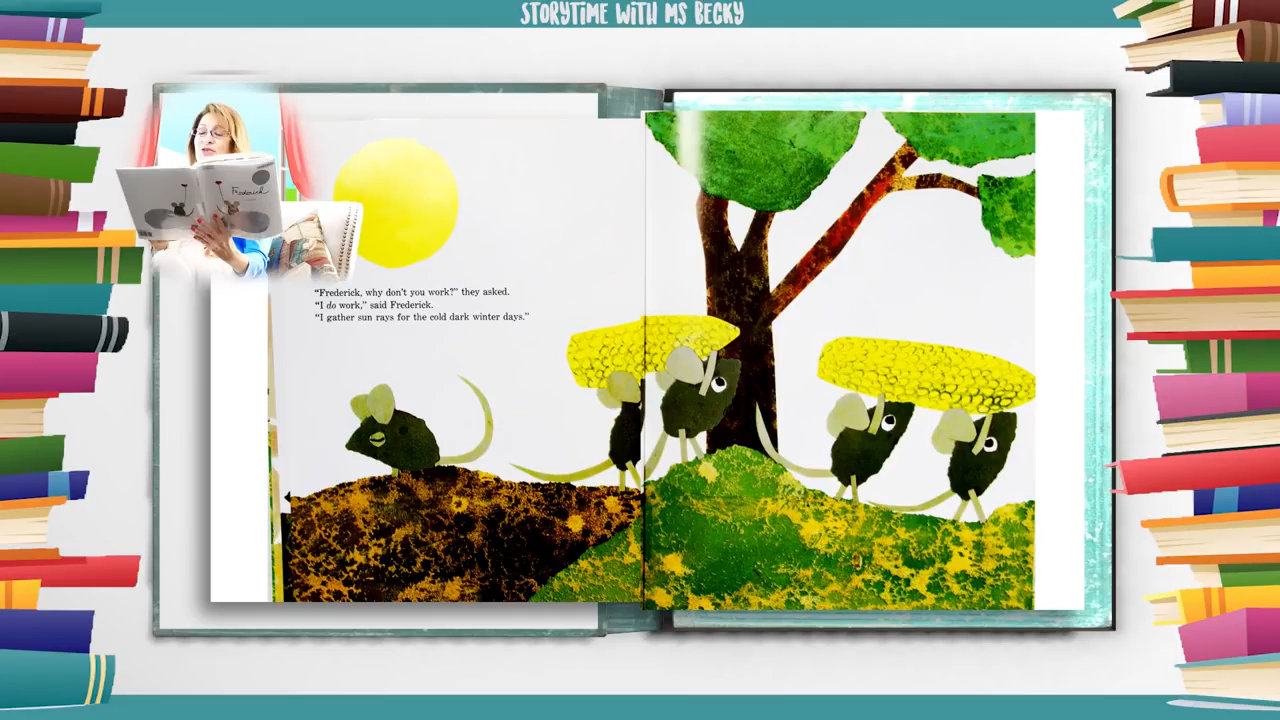 STORYTIME WITH MS BECKY
Frederick
"Frederick, why don't you work?" they asked.
"I do work," said Frederick.
"I gather sun rays for the cold dark winter days."